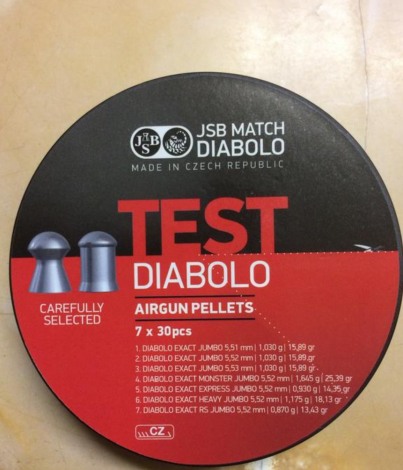 JSB
JSB MATCH
DIABOLO
MADE IN CZECH REPUBLIC
TEST
DIABOLO
AIRGUN PELLETS
7 x 30pcs
CAREFULLY
SELECTED
1. DIABOLO EXACT JUMBO 5,51 mm | 1,030 g | 15,89 gr
2. DIABOLO EXACT JUMBO 5,52 mm | 1,030 g | 15,89 gr
3. DIABOLO EXACT JUMBO 5,53 mm | 1,030 g | 15,89 gr
4. DIABOLO EXACT MONSTER JUMBO 5,52 mm | 1,645 g | 25,39 gr
5. DIABOLO EXACT EXPRESS JUMBO 5,52 mm | 0,930 g | 14,35 gr
6. DIABOLO EXACT HEAVY JUMBO 5,52 mm | 1,175 g | 18,13 gr
7. DIABOLO EXACT RS JUMBO 5,52 mm | 0,870 g | 13,43 gr
CZ